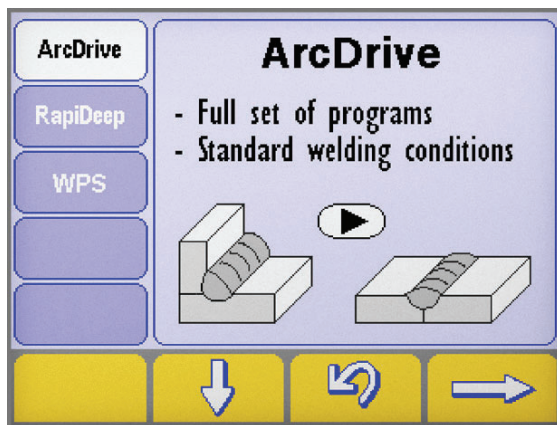 ArcDrive
RapiDeep
WPS
ArcDrive
- Full set of programs
- Standard welding conditions